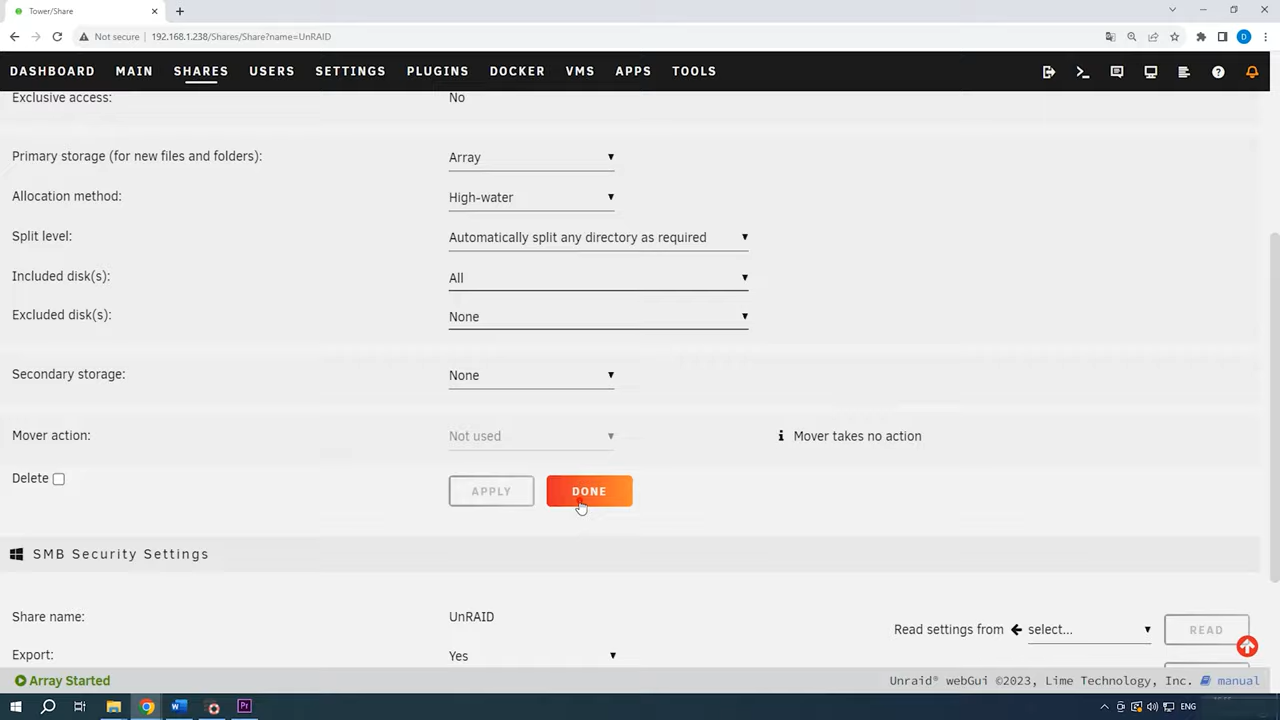 Tower/Share
Not secure 192.168.1.238/Shares/Share?name=UnRAID
D
DASHBOARD MAIN SHARES USERS SETTINGS PLUGINS DOCKER VMS APPS TOOLS
Exclusive access: No
Primary storage (for new files and folders): Array
Allocation method: High-water
Split level: Automatically split any directory as required
Included disk(s): All
Excluded disk(s): None
Secondary storage: None
Mover action: Not used Mover takes no action
Delete APPLY DONE
SMB Security Settings
Share name: UnRAID Read settings from select... READ
Export: Yes
Array Started Unraid® webGui ©2023, Lime Technology, Inc. manual
ENG